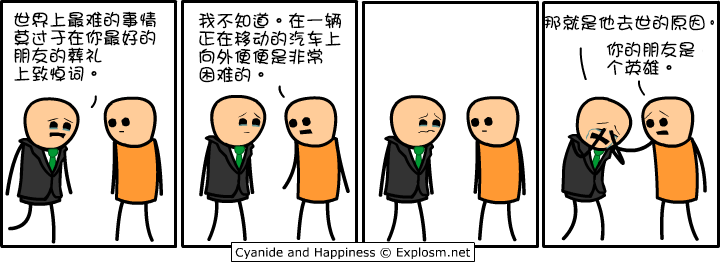 世界上最难的事情
莫过于在你最好的
朋友的葬礼
上致悼词。
我不知道。在一辆
正在移动的汽车上
向外便便是非常
困难的。
那就是他去世的原因。
你的朋友是
个英雄。
Cyanide and Happiness © Explosm.net